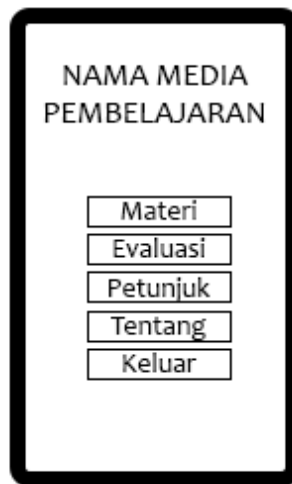 NAMA MEDIA
PEMBELAJARAN
Materi
Evaluasi
Petunjuk
Tentang
Keluar